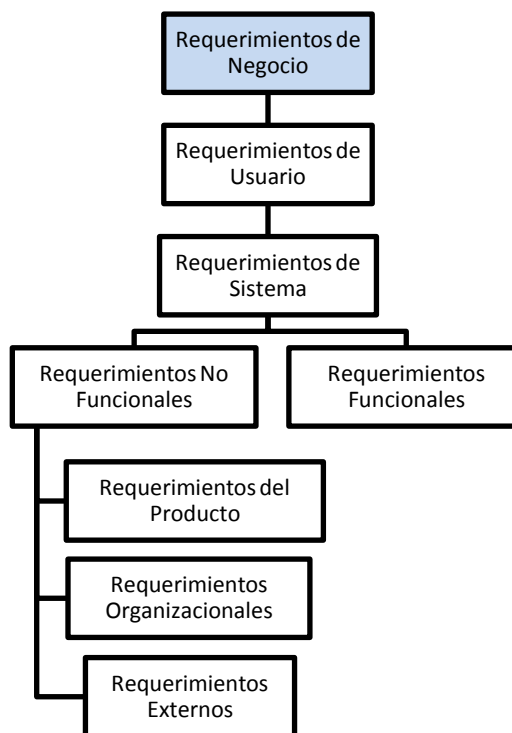 Requerimientos de
Negocio
Requerimientos de
Usuario
Requerimientos de
Sistema
Requerimientos No
Funcionales
Requerimientos
Funcionales
Requerimientos del
Producto
Requerimientos
Organizacionales
Requerimientos
Externos